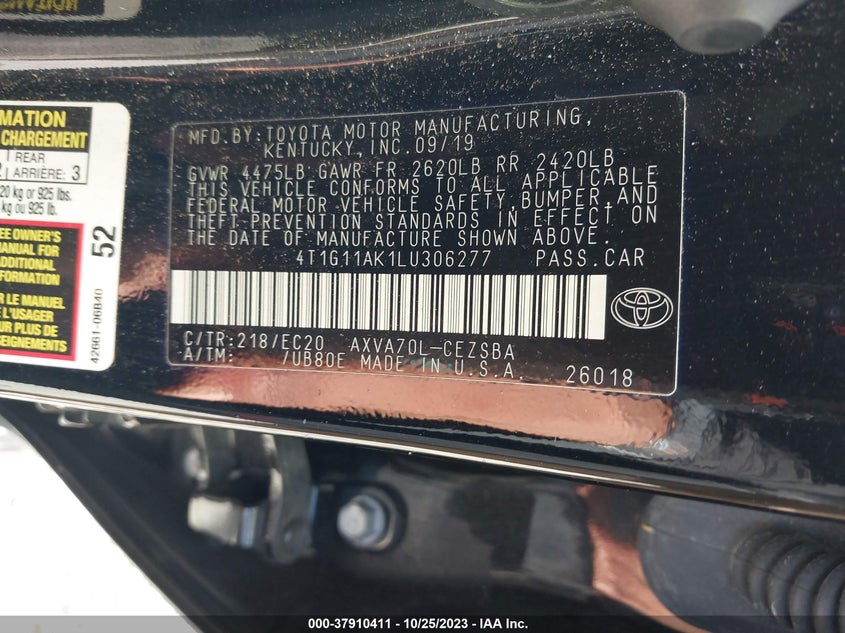 MATION
CHARGEMENT
REAR
ARRIÈRE: 3
20 kg or 925 lbs.
kg ou 925 lb.
EE OWNER'S
MANUAL FOR
ADDITIONAL
FORMATION
R LE MANUEL
L'USAGER
UR PLUS DE
SEIGNEMENTS
52
42661-06B40
MFD.BY:TOYOTA MOTOR MANUFACTURING,
KENTUCKY, INC.09/19
GVWR 4475LB GAWR FR 2620LB RR 2420LB
THIS VEHICLE CONFORMS TO ALL APPLICABLE
FEDERAL MOTOR VEHICLE SAFETY,BUMPER,AND
THEFT PREVENTION STANDARDS IN EFFECT ON
THE DATE OF MANUFACTURE SHOWN ABOVE.
4T1G11AK1LU306277 PASS.CAR
C/TR:218/EC20 AXVA70L-CEZSBA
A/TM: /UB80E MADE IN U.S.A. 26018
000-37910411 - 10/25/2023 - IAA Inc.